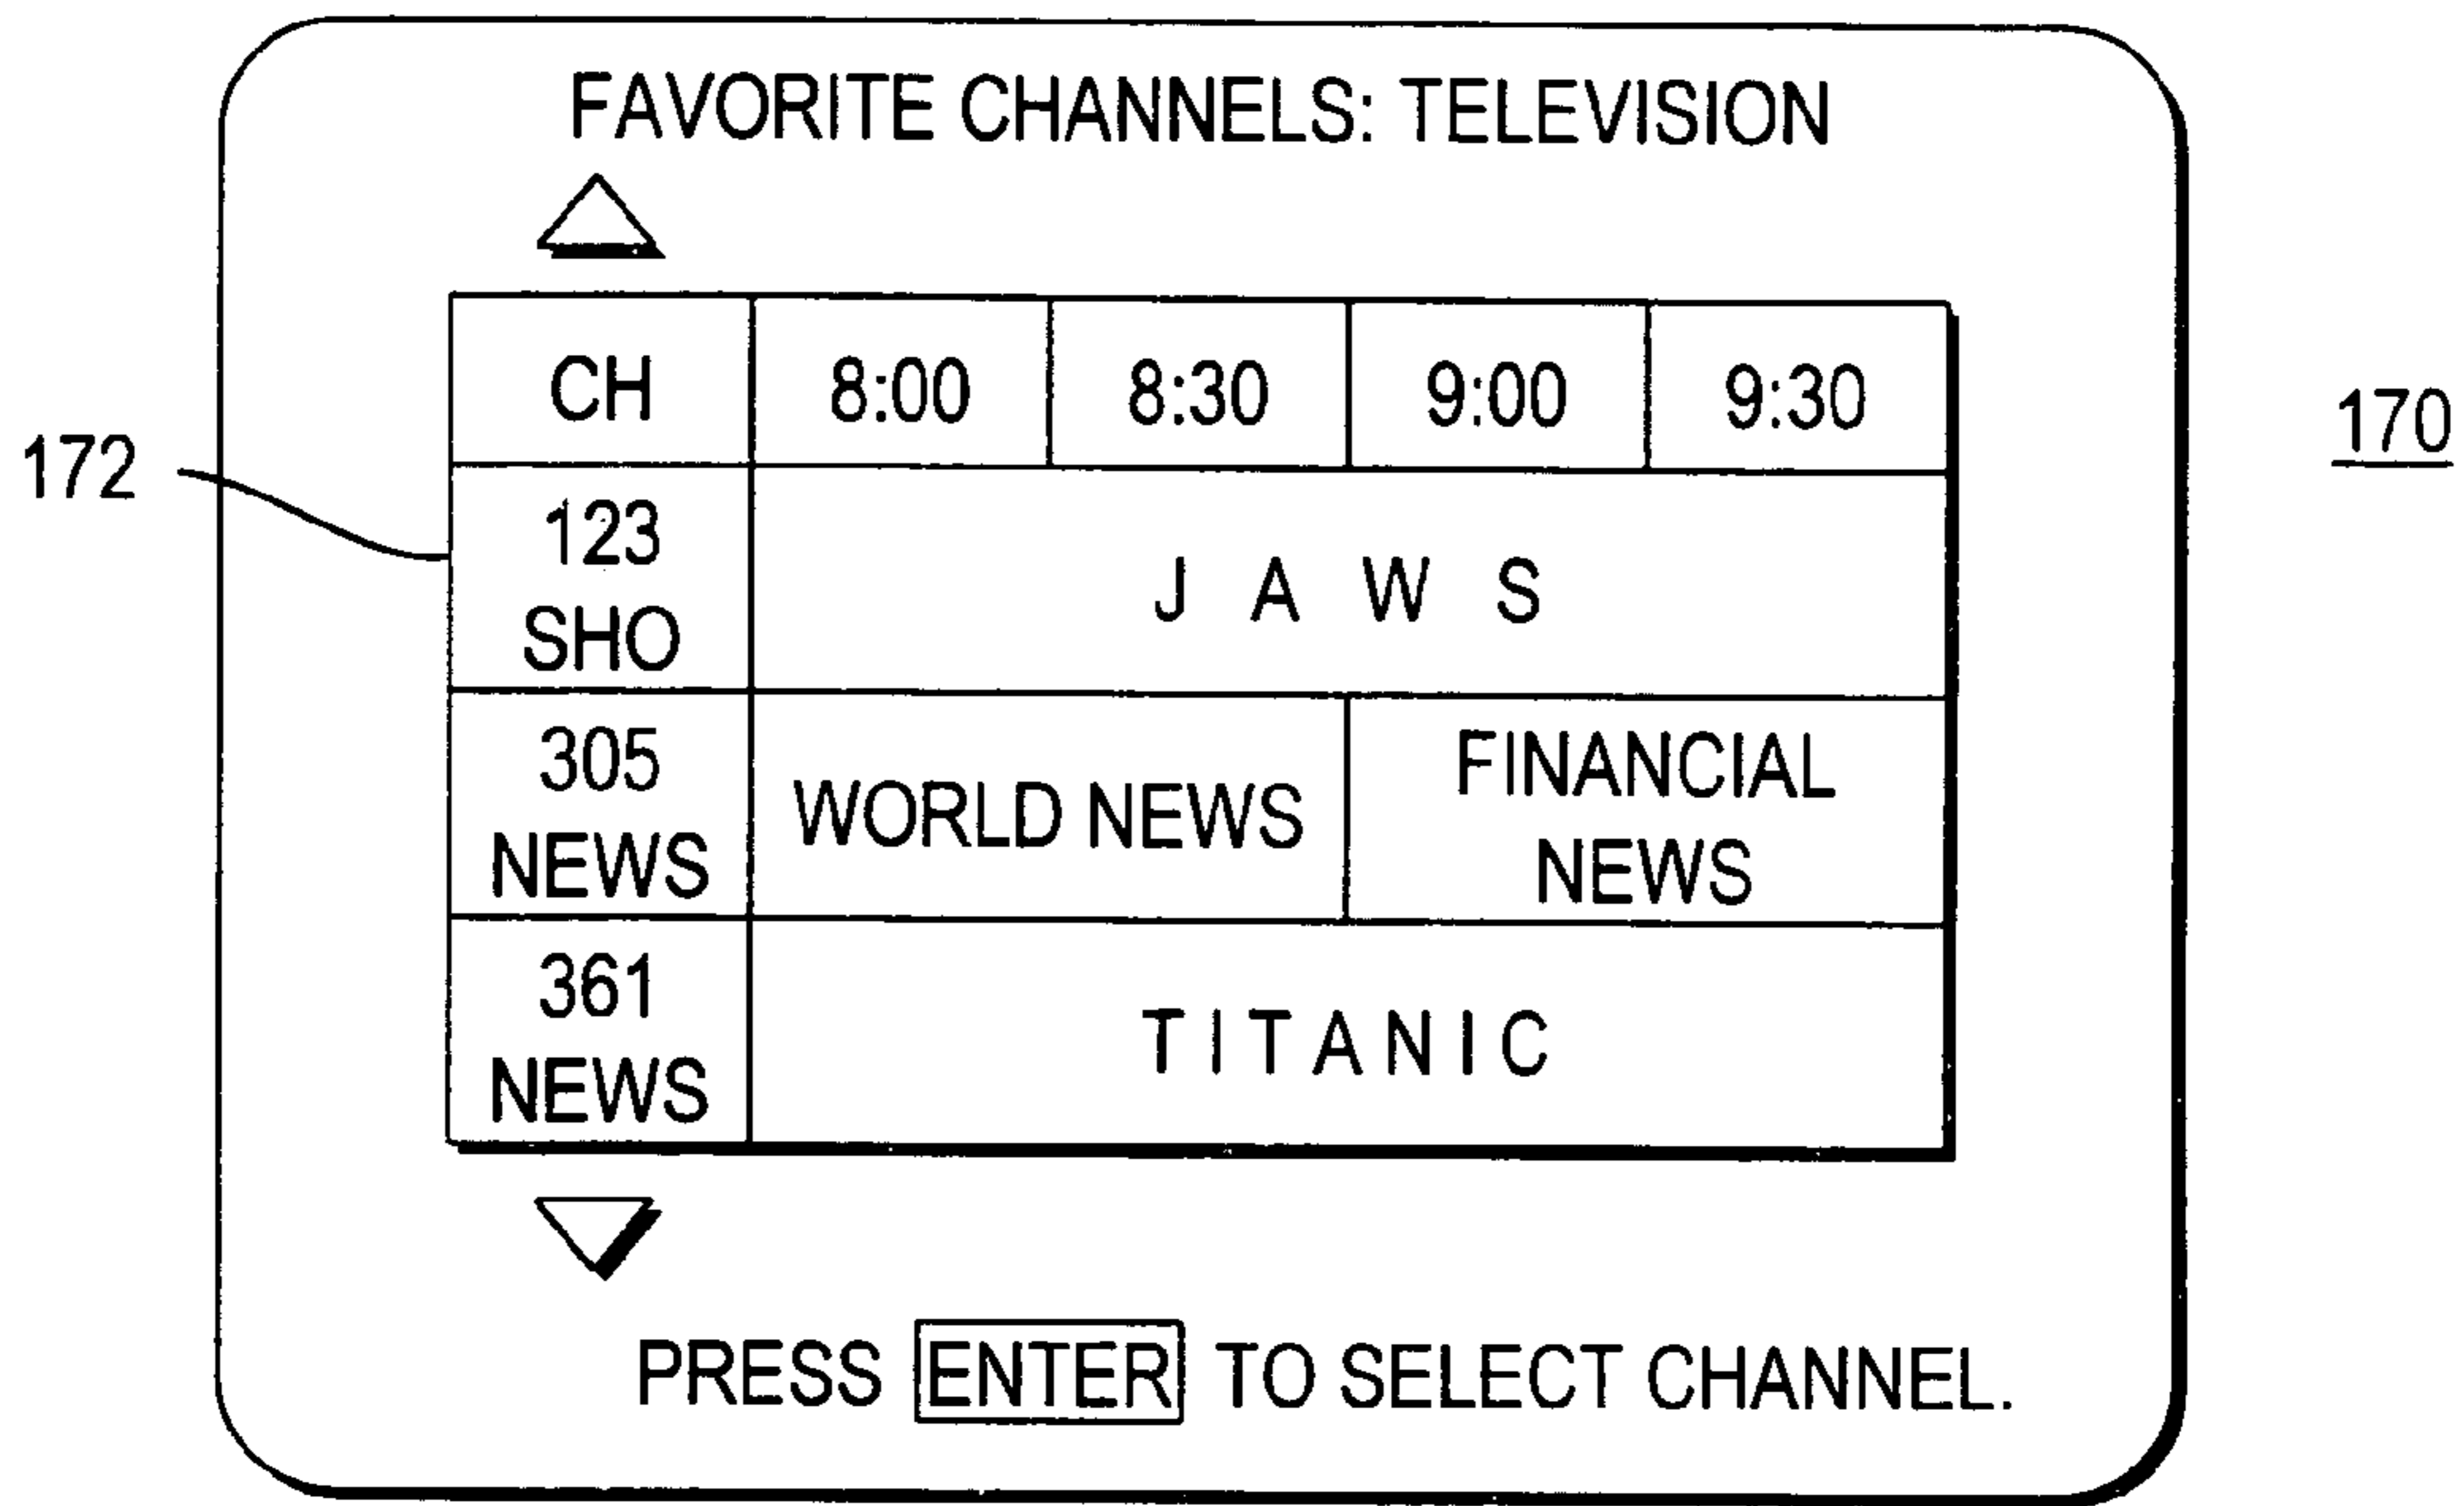 FAVORITE CHANNELS: TELEVISION
CH 8:00 8:30 9:00 9:30
170
172
123
SHO
J A W S
305
NEWS
WORLD NEWS
FINANCIAL
NEWS
361
NEWS
TITANIC
PRESS ENTER TO SELECT CHANNEL.